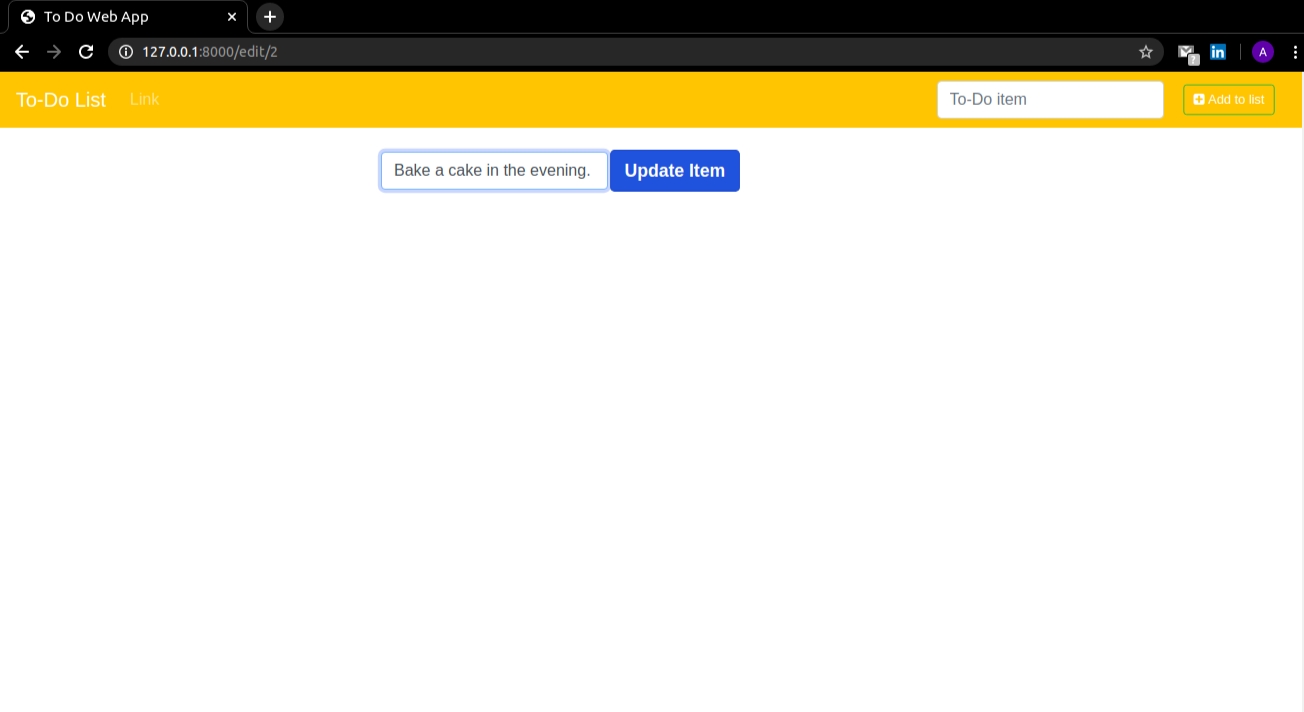 To Do Web App
127.0.0.1:8000/edit/2
in
A
To-Do List Link To-Do item Add to list
Bake a cake in the evening. Update Item